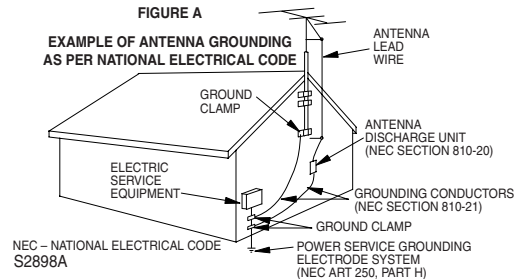 FIGURE A
EXAMPLE OF ANTENNA GROUNDING
AS PER NATIONAL ELECTRICAL CODE
ANTENNA
LEAD
WIRE
GROUND
CLAMP
ANTENNA
DISCHARGE UNIT
(NEC SECTION 810-20)
ELECTRIC
SERVICE
EQUIPMENT
GROUNDING CONDUCTORS
(NEC SECTION 810-21)
GROUND CLAMP
POWER SERVICE GROUNDING
ELECTRODE SYSTEM
(NEC ART 250, PART H)
NEC – NATIONAL ELECTRICAL CODE
S2898A